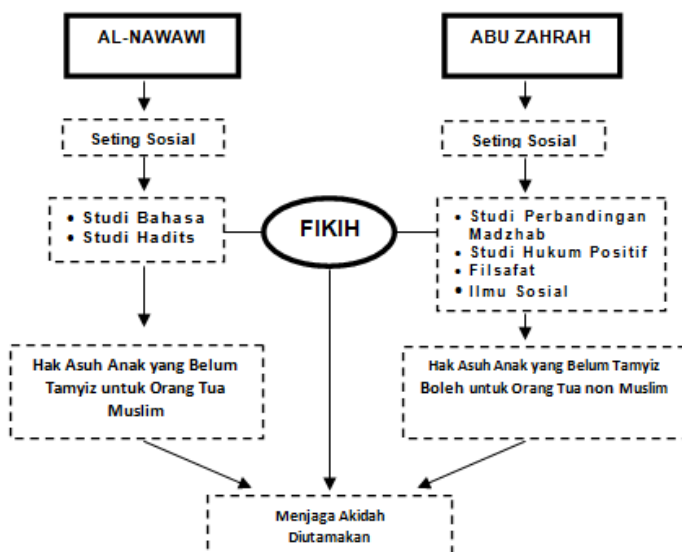 AL-NAWAWI
ABU ZAHRAH
Seting Sosial
Seting Sosial
• Studi Bahasa
• Studi Hadits
FIKIH
• Studi Perbandingan
Madzhab
• Studi Hukum Positif
• Filsafat
• Ilmu Sosial
Hak Asuh Anak yang Belum
Tamyiz untuk Orang Tua
Muslim
Hak Asuh Anak yang Belum Tamyiz
Boleh untuk Orang Tua non Muslim
Menjaga Akidah
Diutamakan